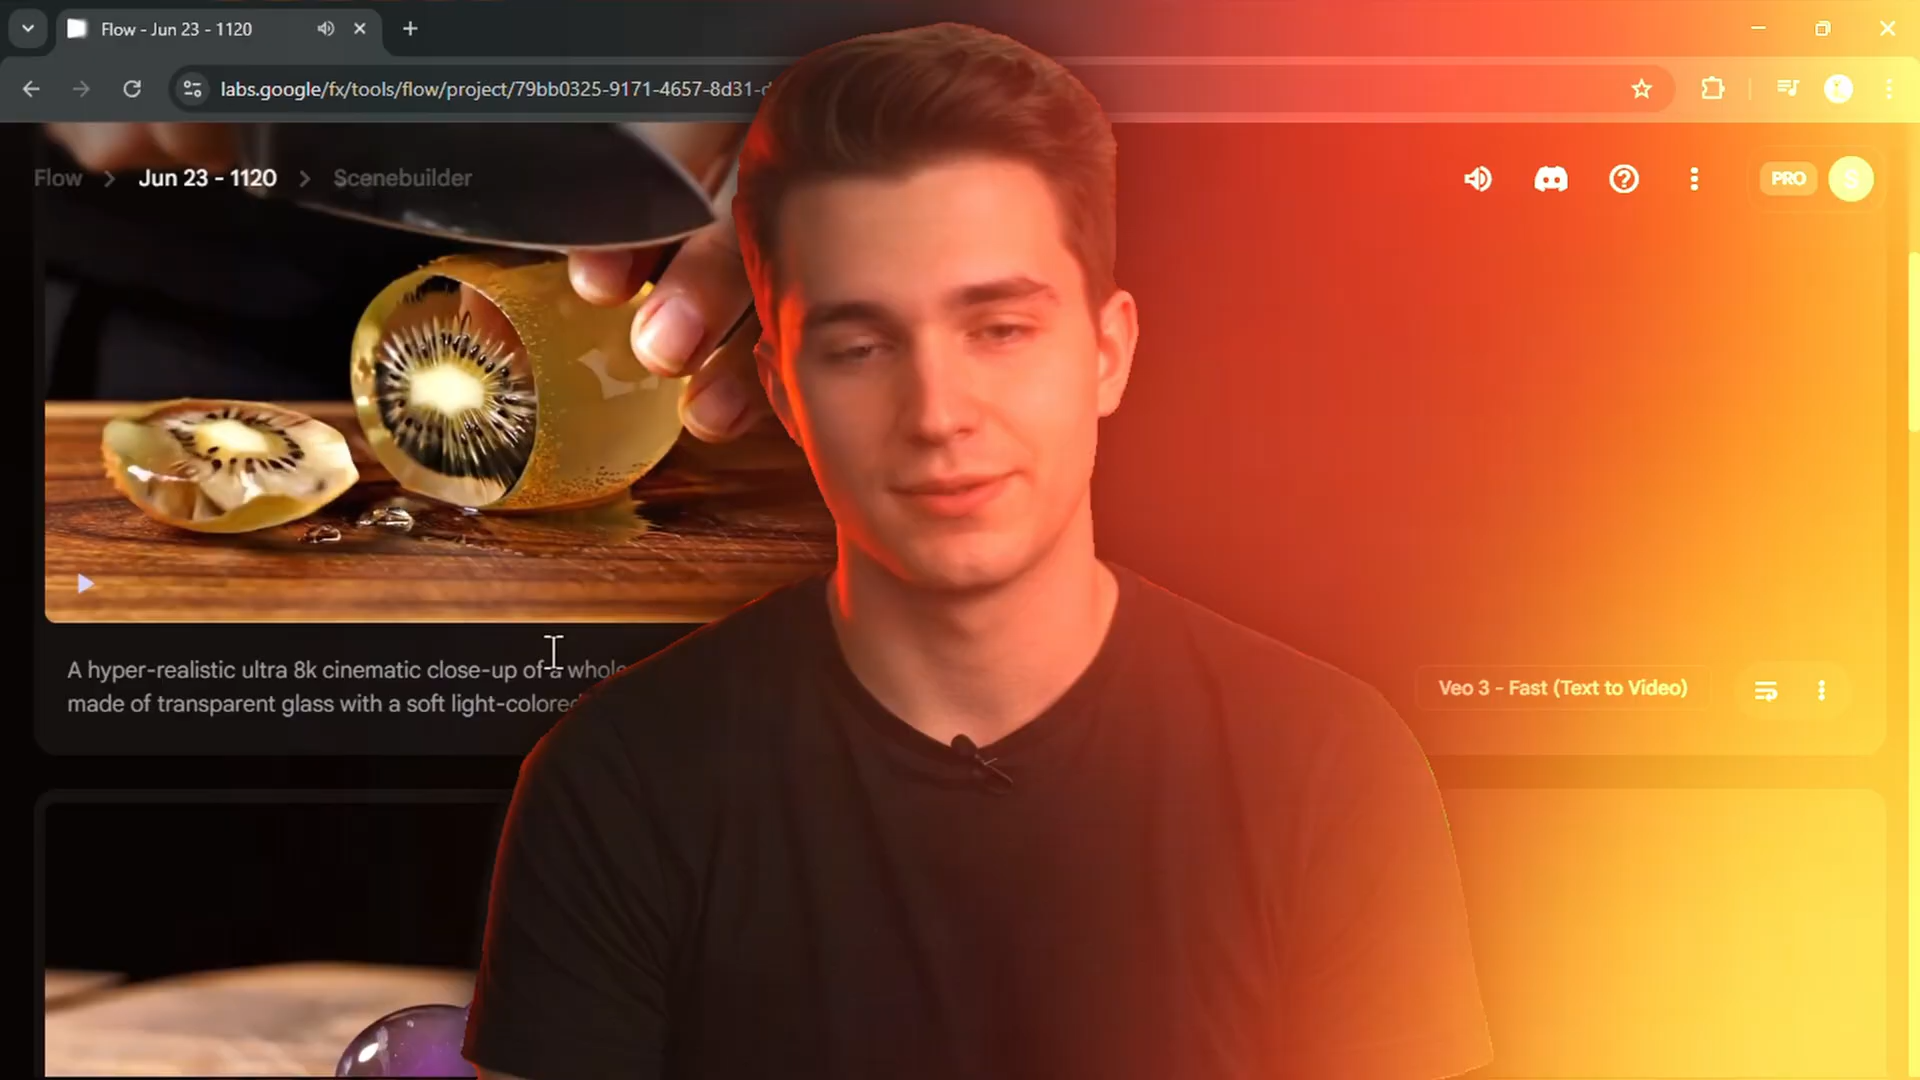 Flow - Jun 23 - 1120
labs.google/fx/tools/flow/project/79bb0325-9171-4657-8d31-
Flow > Jun 23 - 1120 > Scenebuilder
PRO
S
A hyper-realistic ultra 8k cinematic close-up of a whole
made of transparent glass with a soft light-colored
Veo 3 - Fast (Text to Video)